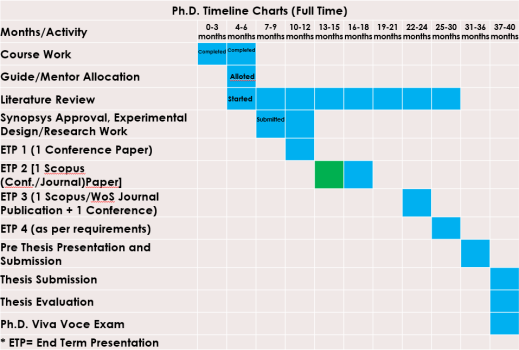 Ph.D. Timeline Charts (Full Time)
Months/Activity 0-3 months 4-6 months 7-9 months 10-12 months 13-15 months 16-18 months 19-21 months 22-24 months 25-30 months 31-36 months 37-40 months
Course Work Completed Completed
Guide/Mentor Allocation Alloted
Literature Review Started
Synopsis Approval, Experimental
Design/Research Work Submitted
ETP 1 (1 Conference Paper)
ETP 2 [1 Scopus
(Conf./Journal)Paper]
ETP 3 (1 Scopus/WoS Journal
Publication + 1 Conference)
ETP 4 (as per requirements)
Pre Thesis Presentation and
Submission
Thesis Submission
Thesis Evaluation
Ph.D. Viva Voce Exam
* ETP= End Term Presentation